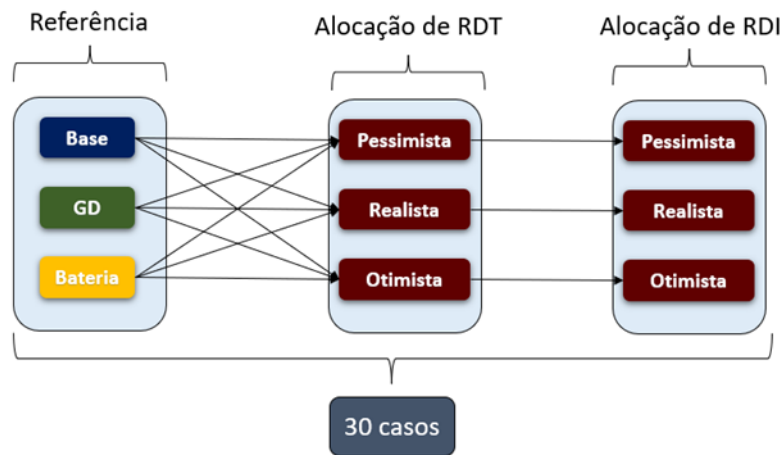 Referência
Alocação de RDT
Alocação de RDI
Base
Pessimista
Pessimista
GD
Realista
Realista
Bateria
Otimista
Otimista
30 casos